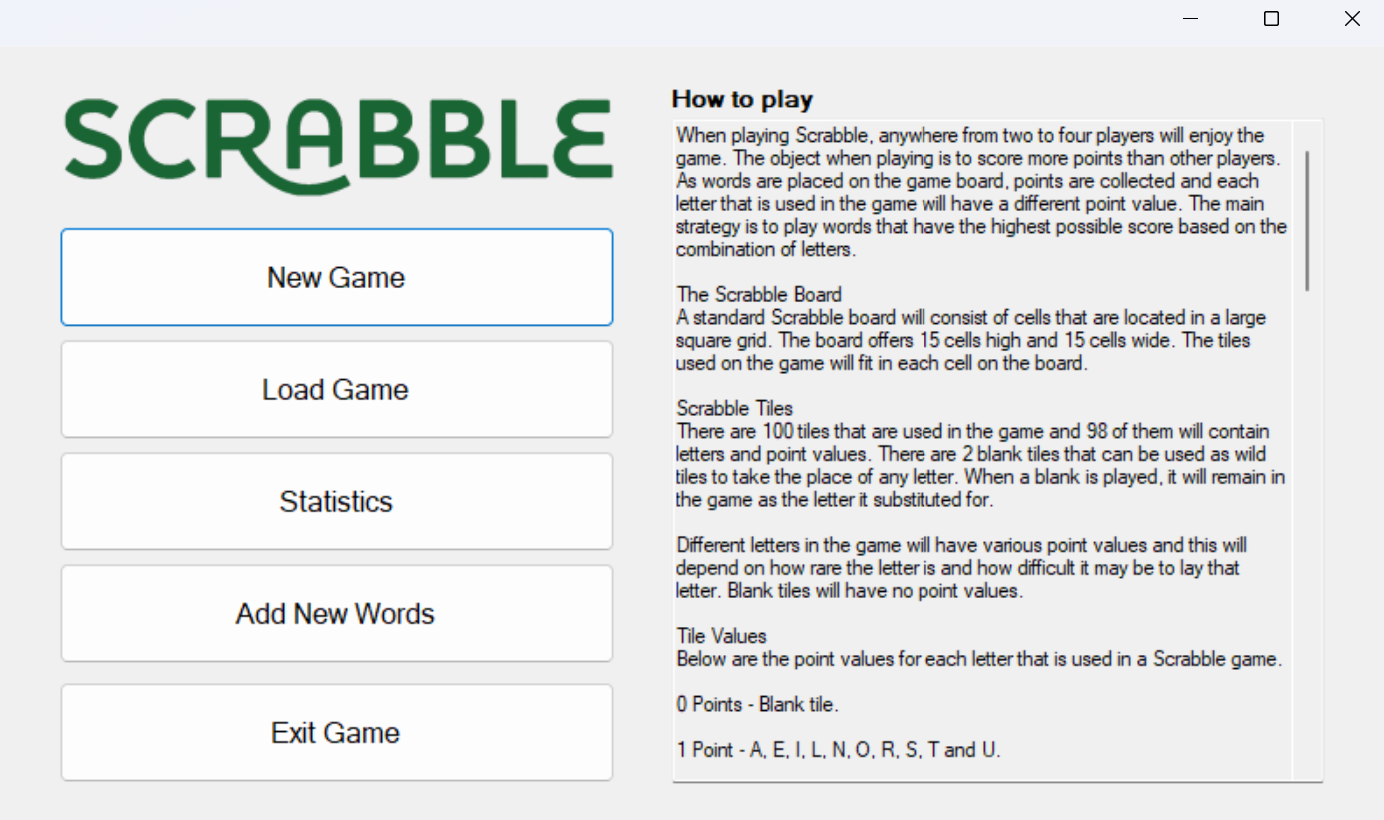 SCRABBLE
New Game
Load Game
Statistics
Add New Words
Exit Game
How to play
When playing Scrabble, anywhere from two to four players will enjoy the
game. The object when playing is to score more points than other players.
As words are placed on the game board, points are collected and each
letter that is used in the game will have a different point value. The main
strategy is to play words that have the highest possible score based on the
combination of letters.
The Scrabble Board
A standard Scrabble board will consist of cells that are located in a large
square grid. The board offers 15 cells high and 15 cells wide. The tiles
used on the game will fit in each cell on the board.
Scrabble Tiles
There are 100 tiles that are used in the game and 98 of them will contain
letters and point values. There are 2 blank tiles that can be used as wild
tiles to take the place of any letter. When a blank is played, it will remain in
the game as the letter it substituted for.
Different letters in the game will have various point values and this will
depend on how rare the letter is and how difficult it may be to lay that
letter. Blank tiles will have no point values.
Tile Values
Below are the point values for each letter that is used in a Scrabble game.
0 Points - Blank tile.
1 Point - A, E, I, L, N, O, R, S, T and U.